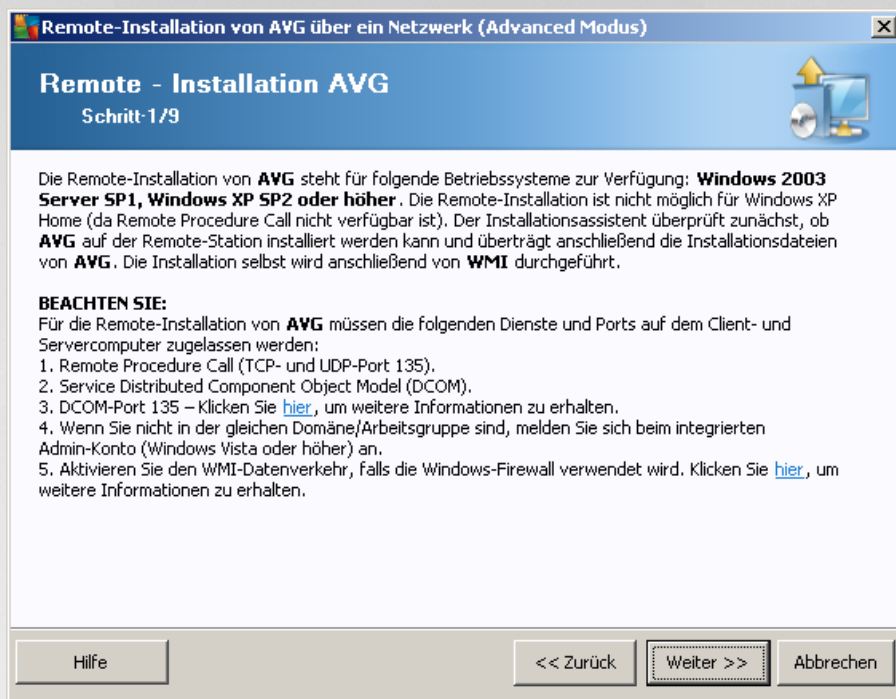 Remote-Installation von AVG über ein Netzwerk (Advanced Modus)
Remote - Installation AVG
Schritt-1/9
Die Remote-Installation von AVG steht für folgende Betriebssysteme zur Verfügung: Windows 2003
Server SP1, Windows XP SP2 oder höher. Die Remote-Installation ist nicht möglich für Windows XP
Home (da Remote Procedure Call nicht verfügbar ist). Der Installationsassistent überprüft zunächst, ob
AVG auf der Remote-Station installiert werden kann und überträgt anschließend die Installationsdateien
von AVG. Die Installation selbst wird anschließend von WMI durchgeführt.
BEACHTEN SIE:
Für die Remote-Installation von AVG müssen die folgenden Dienste und Ports auf dem Client- und
Servercomputer zugelassen werden:
1. Remote Procedure Call (TCP- und UDP-Port 135).
2. Service Distributed Component Object Model (DCOM).
3. DCOM-Port 135 – Klicken Sie hier, um weitere Informationen zu erhalten.
4. Wenn Sie nicht in der gleichen Domäne/Arbeitsgruppe sind, melden Sie sich beim integrierten
Admin-Konto (Windows Vista oder höher) an.
5. Aktivieren Sie den WMI-Datenverkehr, falls die Windows-Firewall verwendet wird. Klicken Sie hier, um
weitere Informationen zu erhalten.
Hilfe << Zurück Weiter >> Abbrechen